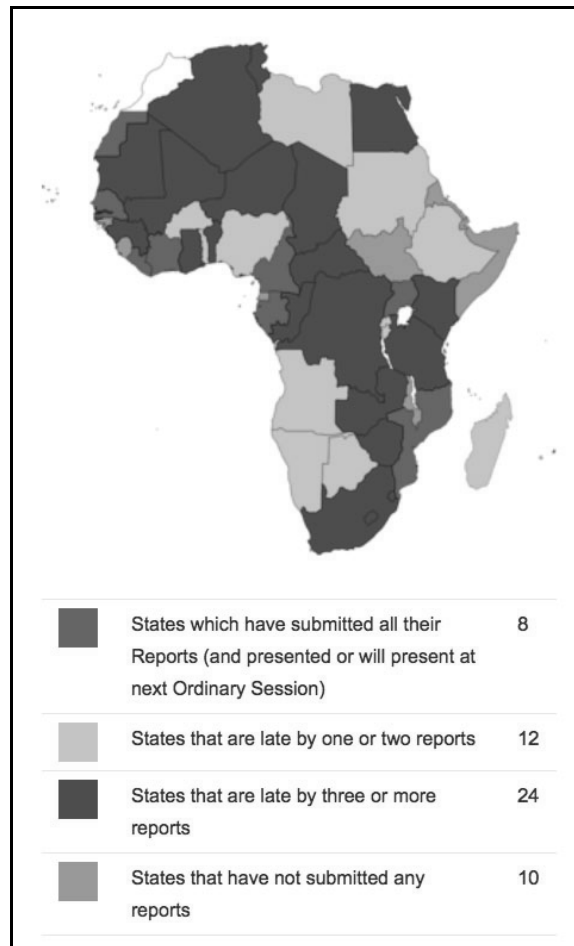 States which have submitted all their 8
Reports (and presented or will present at
next Ordinary Session)
States that are late by one or two reports 12
States that are late by three or more 24
reports
States that have not submitted any 10
reports